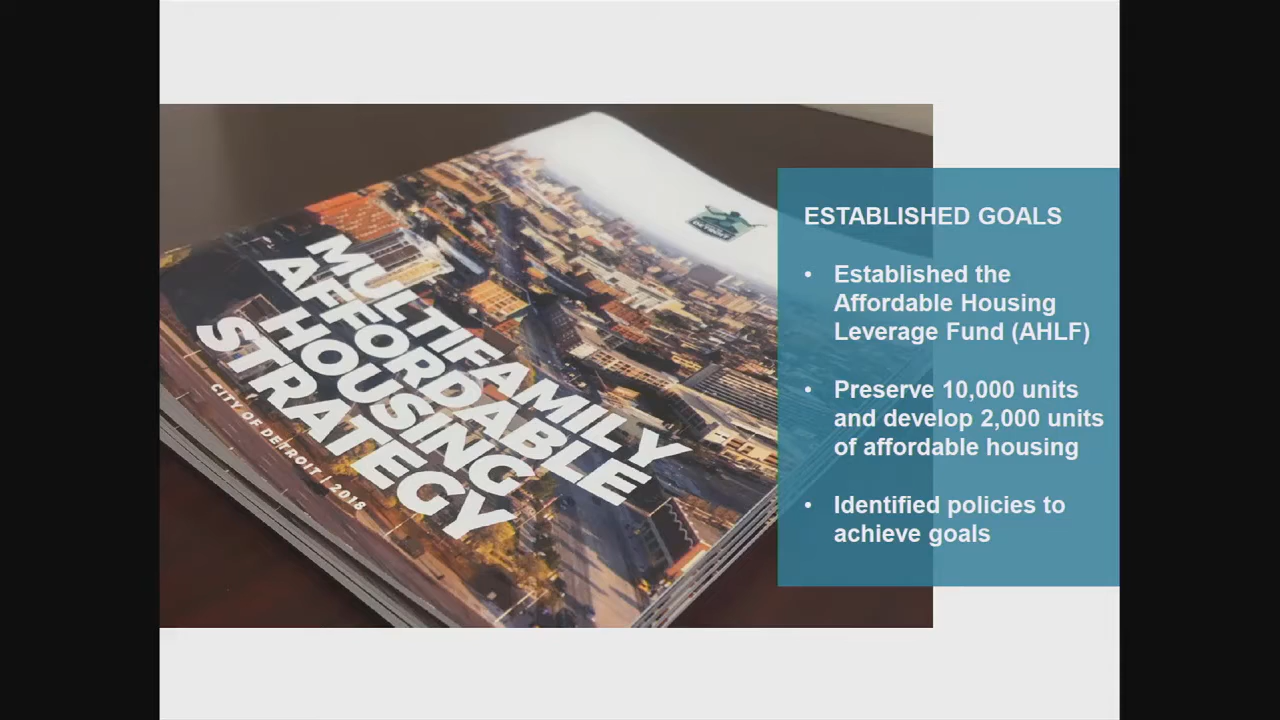 MULTIFAMILY
AFFORDABLE
HOUSING
STRATEGY
CITY OF DETROIT | 2018
DETROIT
ESTABLISHED GOALS
• Established the
Affordable Housing
Leverage Fund (AHLF)
• Preserve 10,000 units
and develop 2,000 units
of affordable housing
• Identified policies to
achieve goals